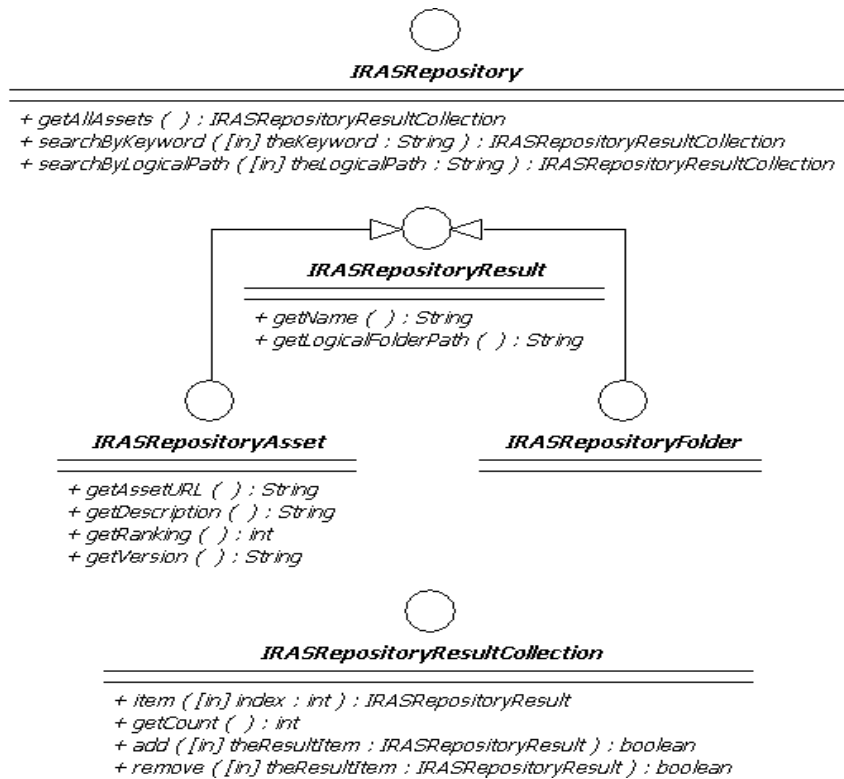 IRASRepository
+ getAllAssets ( ) : IRASRepositoryResultCollection
+ searchByKeyword ( [in] theKeyword : String ) : IRASRepositoryResultCollection
+ searchByLogicalPath ( [in] theLogicalPath : String ) : IRASRepositoryResultCollection
IRASRepositoryResult
+ getName ( ) : String
+ getLogicalFolderPath ( ) : String
IRASRepositoryAsset
+ getAssetURL ( ) : String
+ getDescription ( ) : String
+ getRanking ( ) : int
+ getVersion ( ) : String
IRASRepositoryFolder
IRASRepositoryResultCollection
+ item ( [in] index : int ) : IRASRepositoryResult
+ getCount ( ) : int
+ add ( [in] theResultItem : IRASRepositoryResult ) : boolean
+ remove ( [in] theResultItem : IRASRepositoryResult ) : boolean